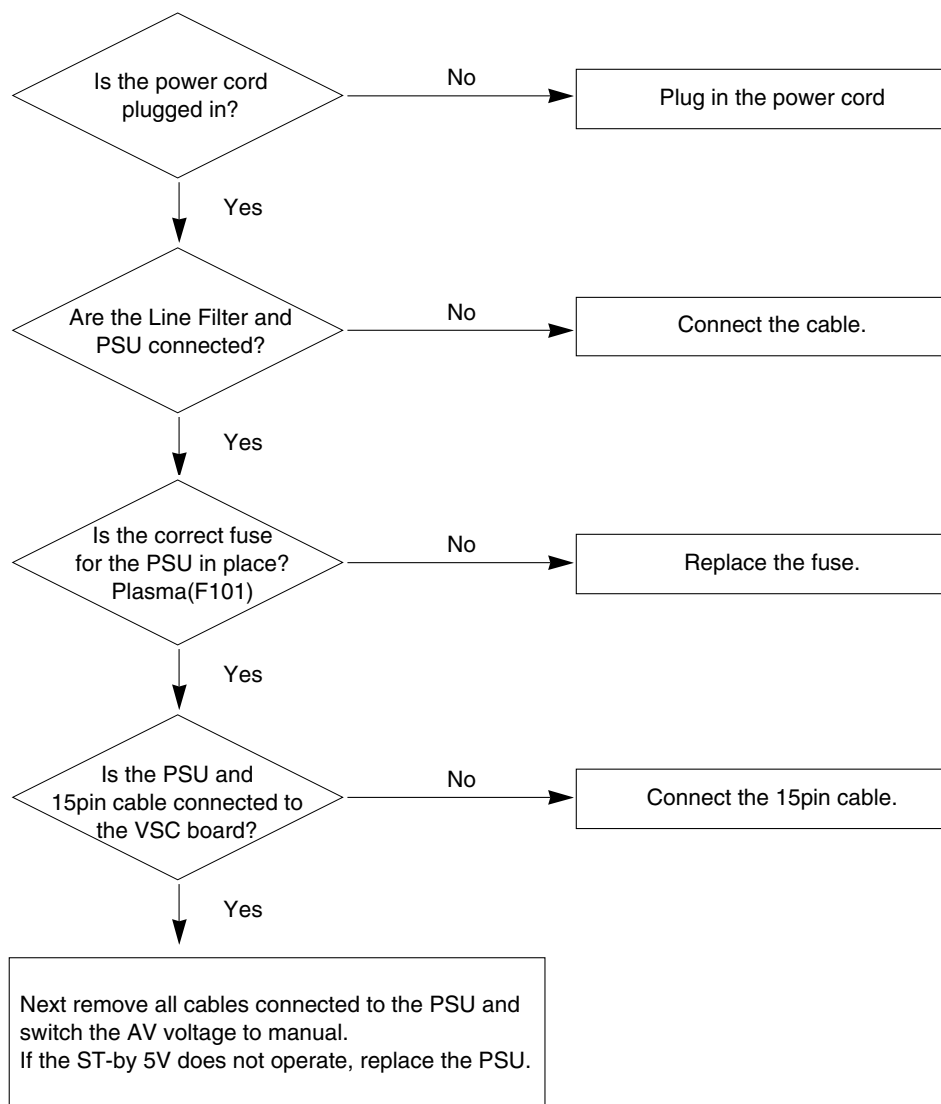 Is the power cord
plugged in?
No
Plug in the power cord
Yes
Are the Line Filter and
PSU connected?
No
Connect the cable.
Yes
Is the correct fuse
for the PSU in place?
Plasma(F101)
No
Replace the fuse.
Yes
Is the PSU and
15pin cable connected to
the VSC board?
No
Connect the 15pin cable.
Yes
Next remove all cables connected to the PSU and
switch the AV voltage to manual.
If the ST-by 5V does not operate, replace the PSU.